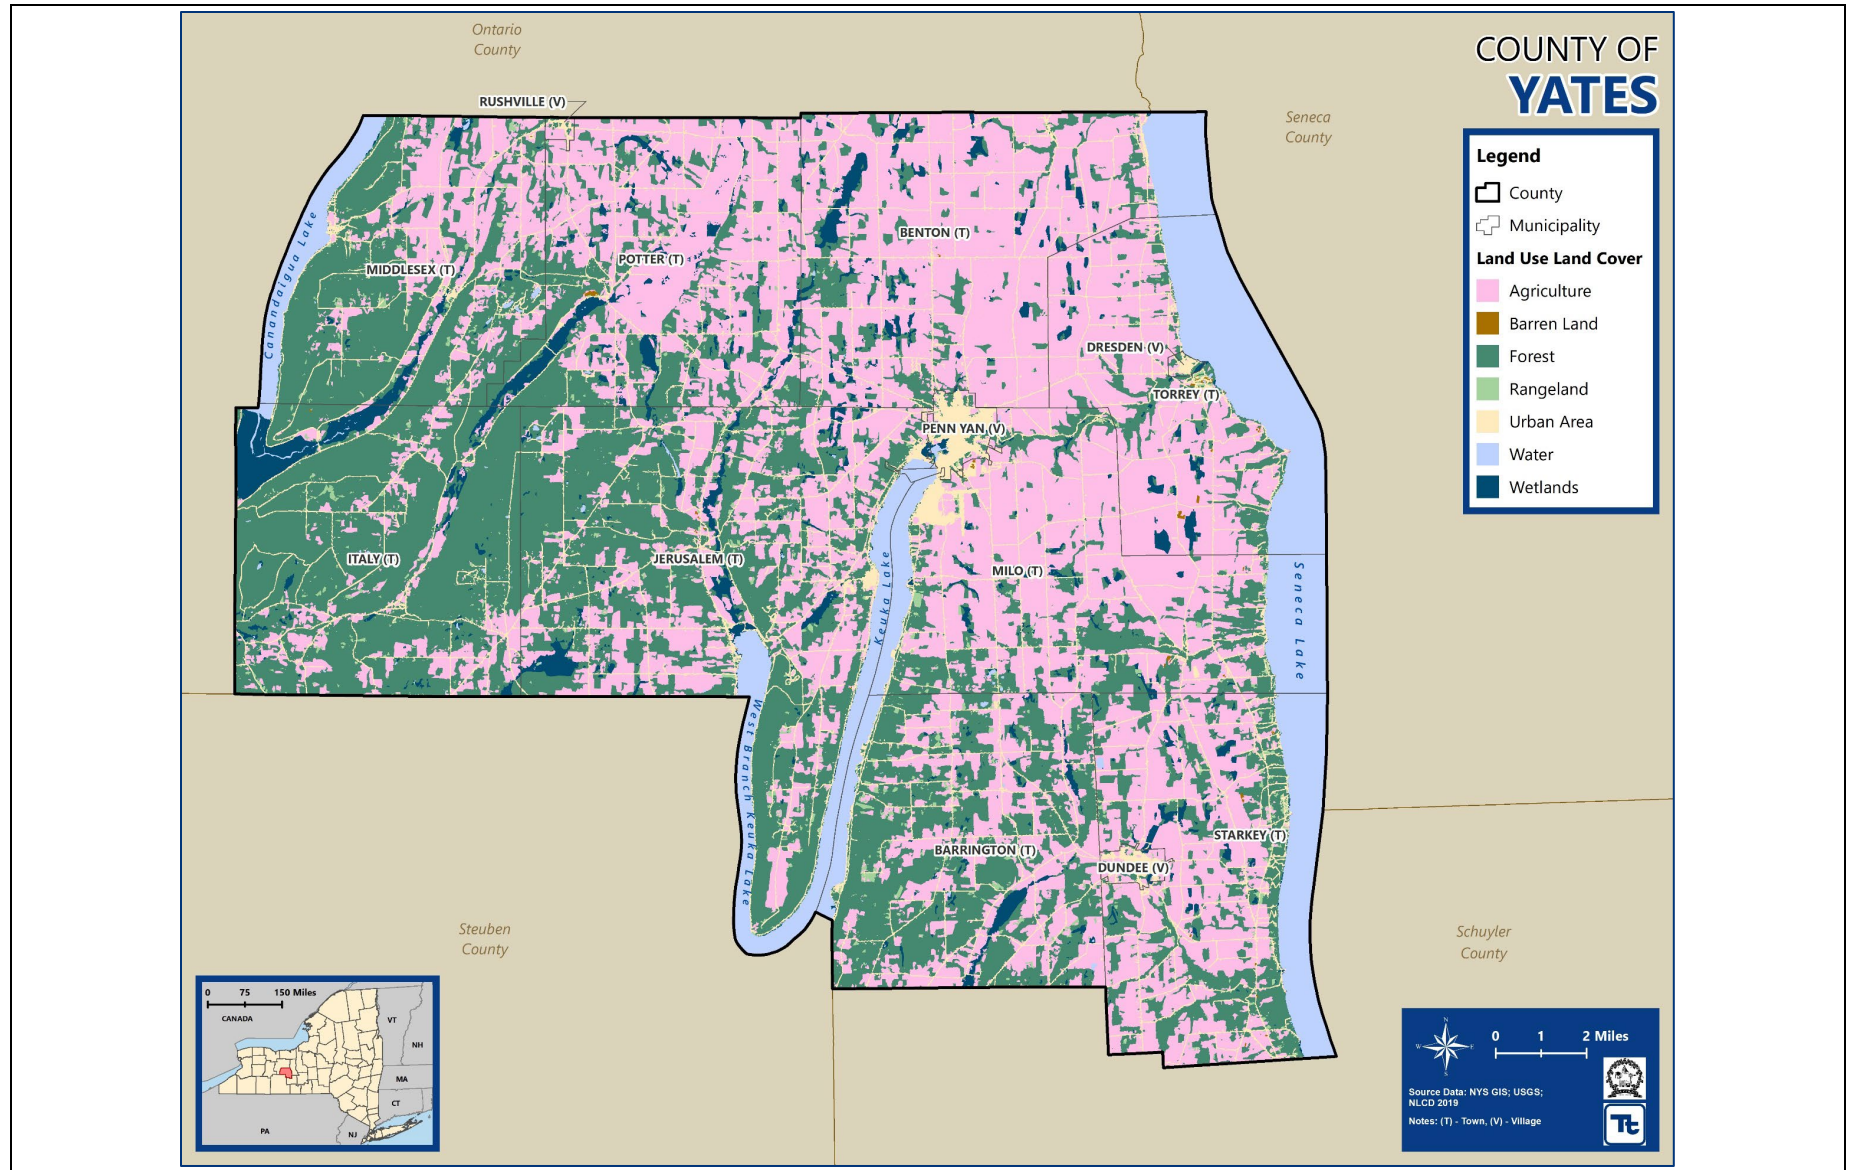 Ontario
County
COUNTY OF
YATES
RUSHVILLE (V)
Seneca
County
Legend
County
Municipality
Land Use Land Cover
Agriculture
Barren Land
Forest
Rangeland
Urban Area
Water
Wetlands
BENTON (T)
POTTER (T)
MIDDLESEX (T)
Canandaigua Lake
DRESDEN (V)
TORREY (T)
PENN YAN (V)
ITALY (T)
JERUSALEM (T)
MILO (T)
Keuka Lake
Seneca Lake
West Branch Keuka Lake
STARKEY (T)
BARRINGTON (T)
DUNDEE (V)
Steuben
County
Schuyler
County
0 75 150 Miles
CANADA
VT
NH
MA
CT
PA
NJ
N
W E
S
0 1 2 Miles
Source Data: NYS GIS; USGS;
NLCD 2019
Notes: (T) - Town, (V) - Village
Tt